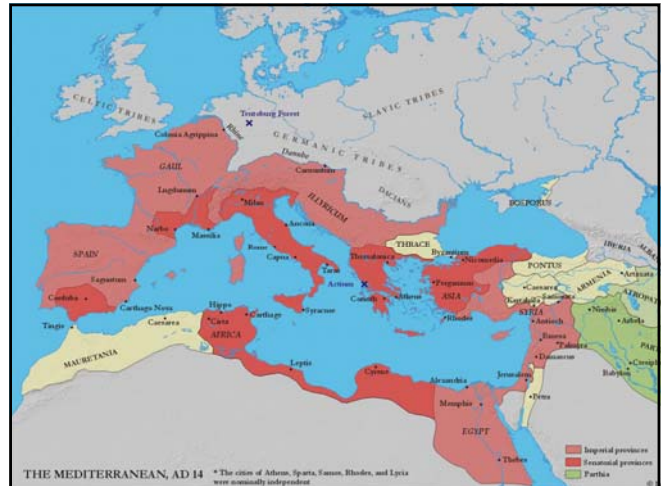 CELTIC TRIBES
SLAVIC TRIBES
Teutoburg Forest
Colonia Agrippina
Rhine
GERMANIC TRIBES
Danube
Carnuntum
GAUL
DACIANS
Lugdunum
Milan
ILLYRICUM
BOSPORUS
Narbo
Massilia
Ancona
THRACE
IBERIA
SPAIN
Rome
Capua
Byzantium
PONTUS
Thessalonica
Nicomedia
ARMENIA
Artaxata
Saguntum
Taras
Actium
Pergamum
Caesarea
Corduba
ASIA
Samosata
Carthago Nova
Hippo
Syracuse
Corinth
Athens
SYRIA
Nisibis
Tingis
Caesarea
Cirta
Carthage
Rhodes
Antioch
Arbela
AFRICA
Emesa
Palmyra
MAURETANIA
Leptis
Cyrene
Damascus
Alexandria
Jerusalem
Babylon
Memphis
Petra
EGYPT
Thebes
Imperial provinces
Senatorial provinces
Parthia
THE MEDITERRANEAN, AD 14
* The cities of Athens, Sparta, Samos, Rhodes, and Lycia
were nominally independent